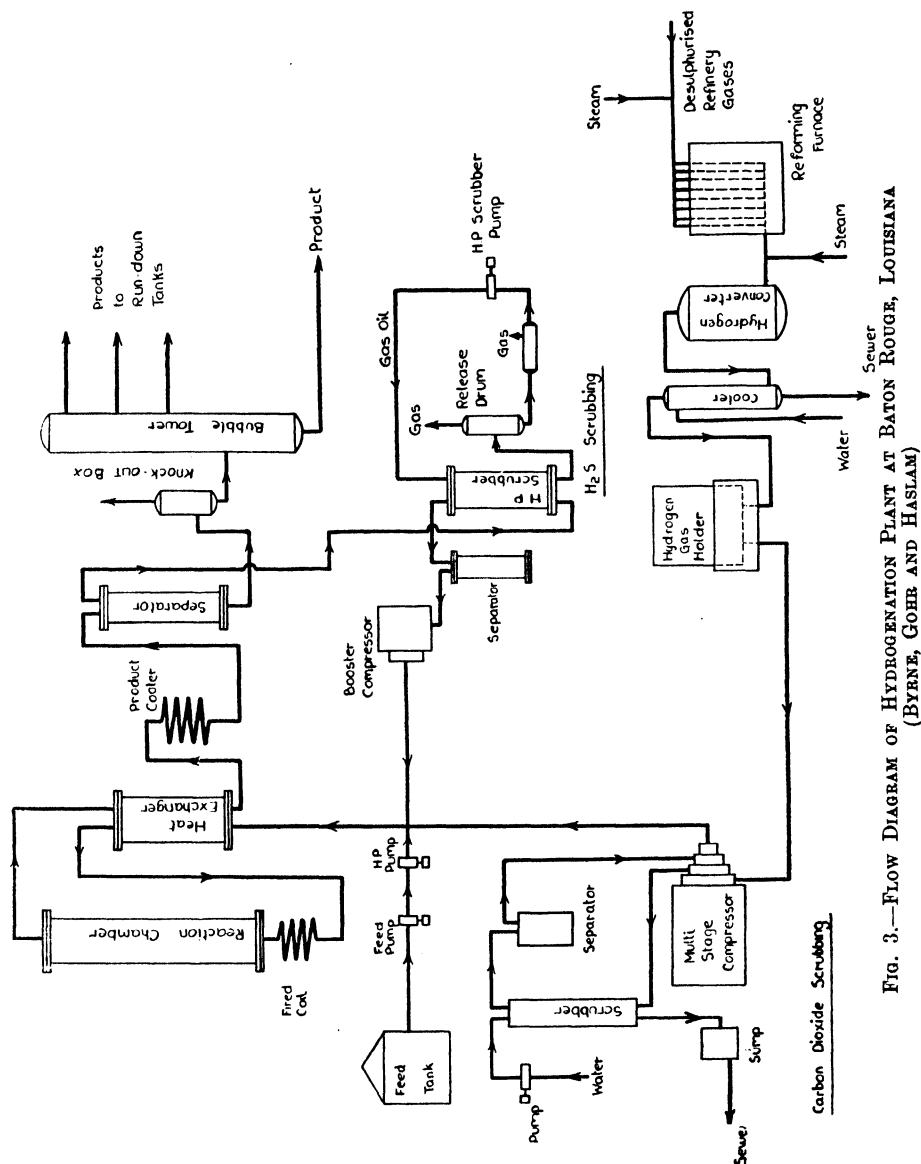 Steam
Desulphurised
Refinery
Gases
Reforming
Furnace
Steam
Hydrogen
Converter
Sewer
Cooler
Water
Hydrogen
Gas
Holder
Products
to
Run-down
Tanks
Product
Bubble Tower
Knock-out Box
H.P Scrubber
Pump
Gas Oil
Gas
Release
Drum
Gas
H P
Scrubber
H2S Scrubbing
Separator
Separator
Booster
Compressor
Product
Cooler
Heat
Exchanger
Reaction Chamber
Fired
Coil
HP
Pump
Feed
Pump
Feed
Tank
Separator
Multi
Stage
Compressor
Scrubber
Sump
Water
Pump
Sewer
Carbon Dioxide Scrubbing
FIG. 3.—FLOW DIAGRAM OF HYDROGENATION PLANT AT BATON ROUGE, LOUISIANA
(BYRNE, GOHR AND HASLAM)